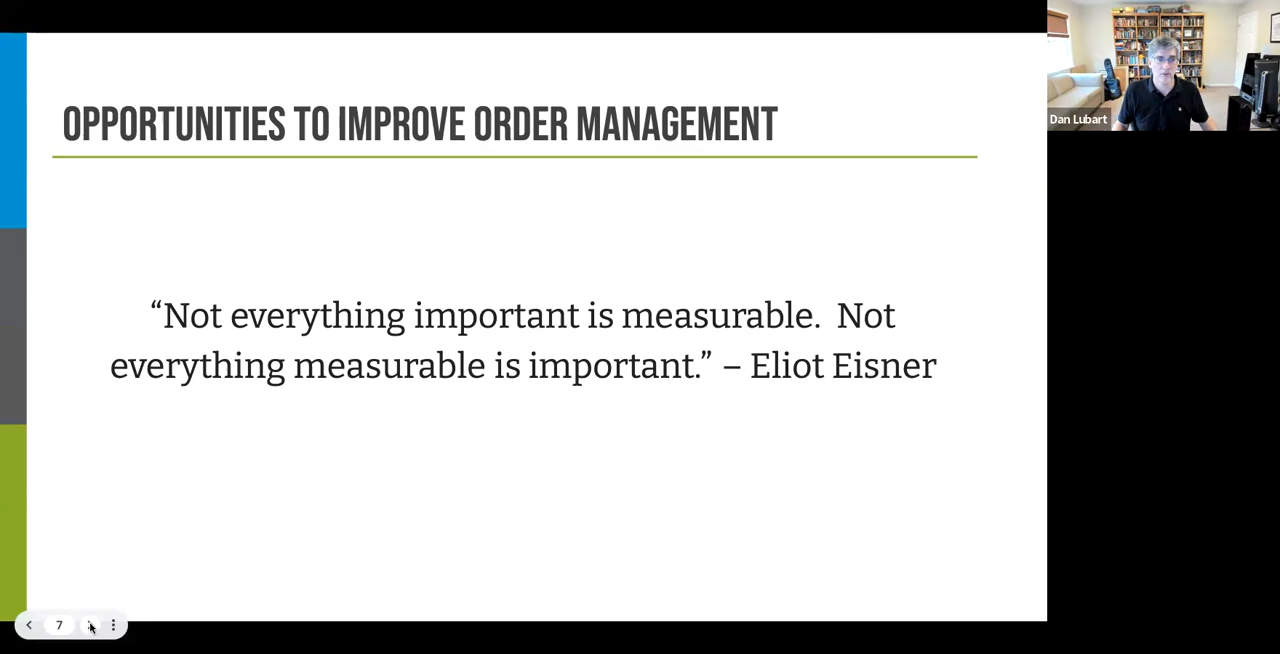 OPPORTUNITIES TO IMPROVE ORDER MANAGEMENT
“Not everything important is measurable.  Not
everything measurable is important.” – Eliot Eisner
Dan Lubart
7